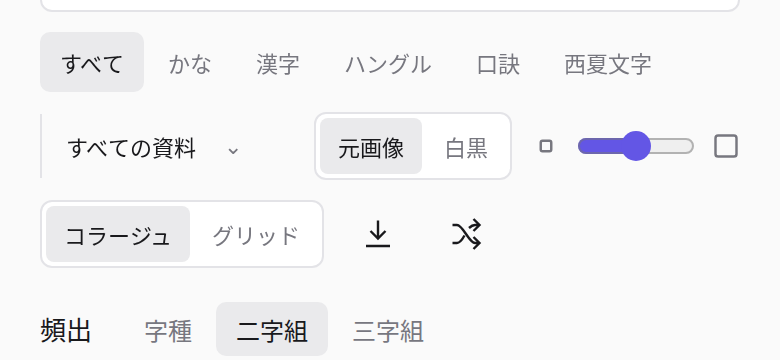 すべて かな 漢字 ハングル 口訣 西夏文字
すべての資料 元画像 白黒
コラージュ グリッド
頻出 字種 二字組 三字組